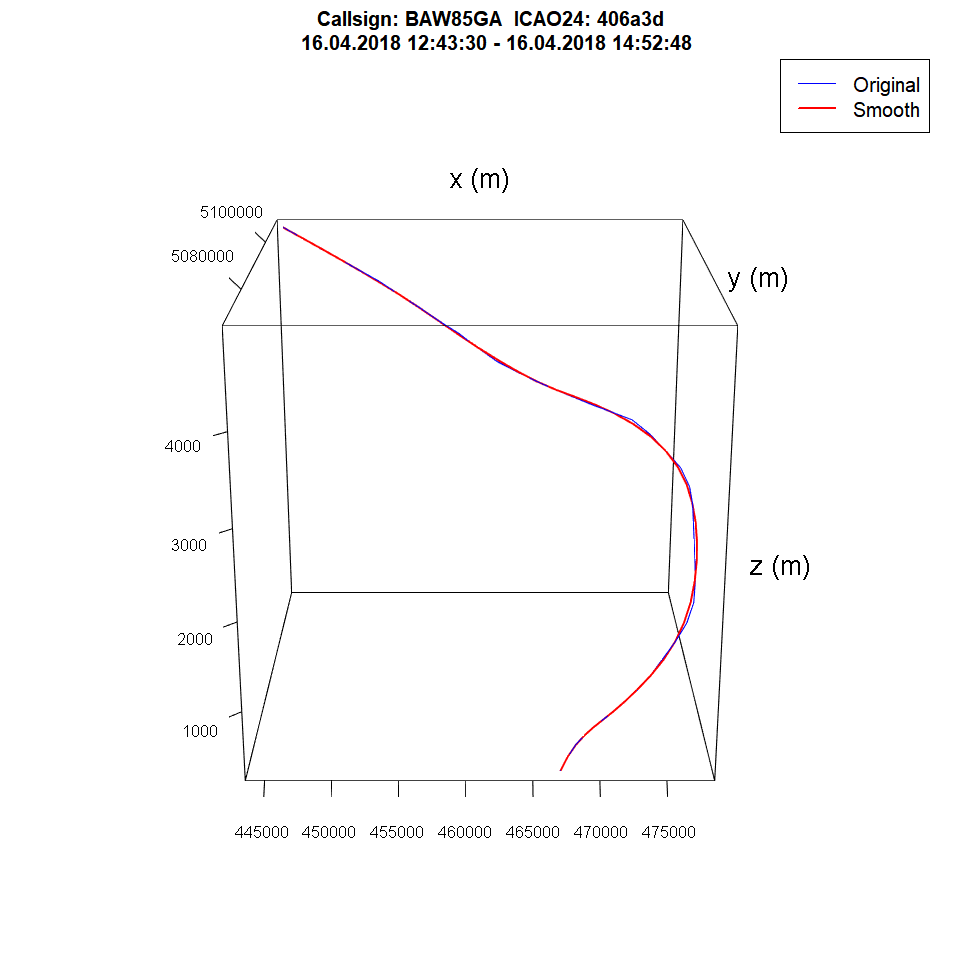 Callsign: BAW85GA  ICAO24: 406a3d
16.04.2018 12:43:30 - 16.04.2018 14:52:48
Original
Smooth
x (m)
5100000
5080000
y (m)
4000
3000
z (m)
2000
1000
445000 450000 455000 460000 465000 470000 475000